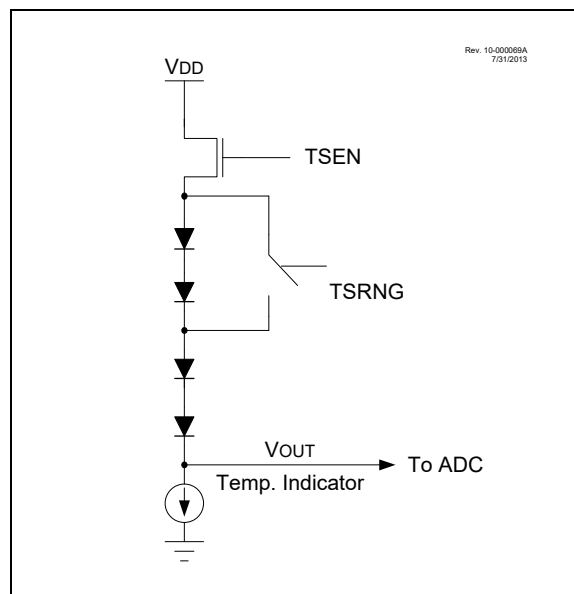 Rev. 10-000069A
7/31/2013
VDD
TSEN
TSRNG
VOUT
To ADC
Temp. Indicator